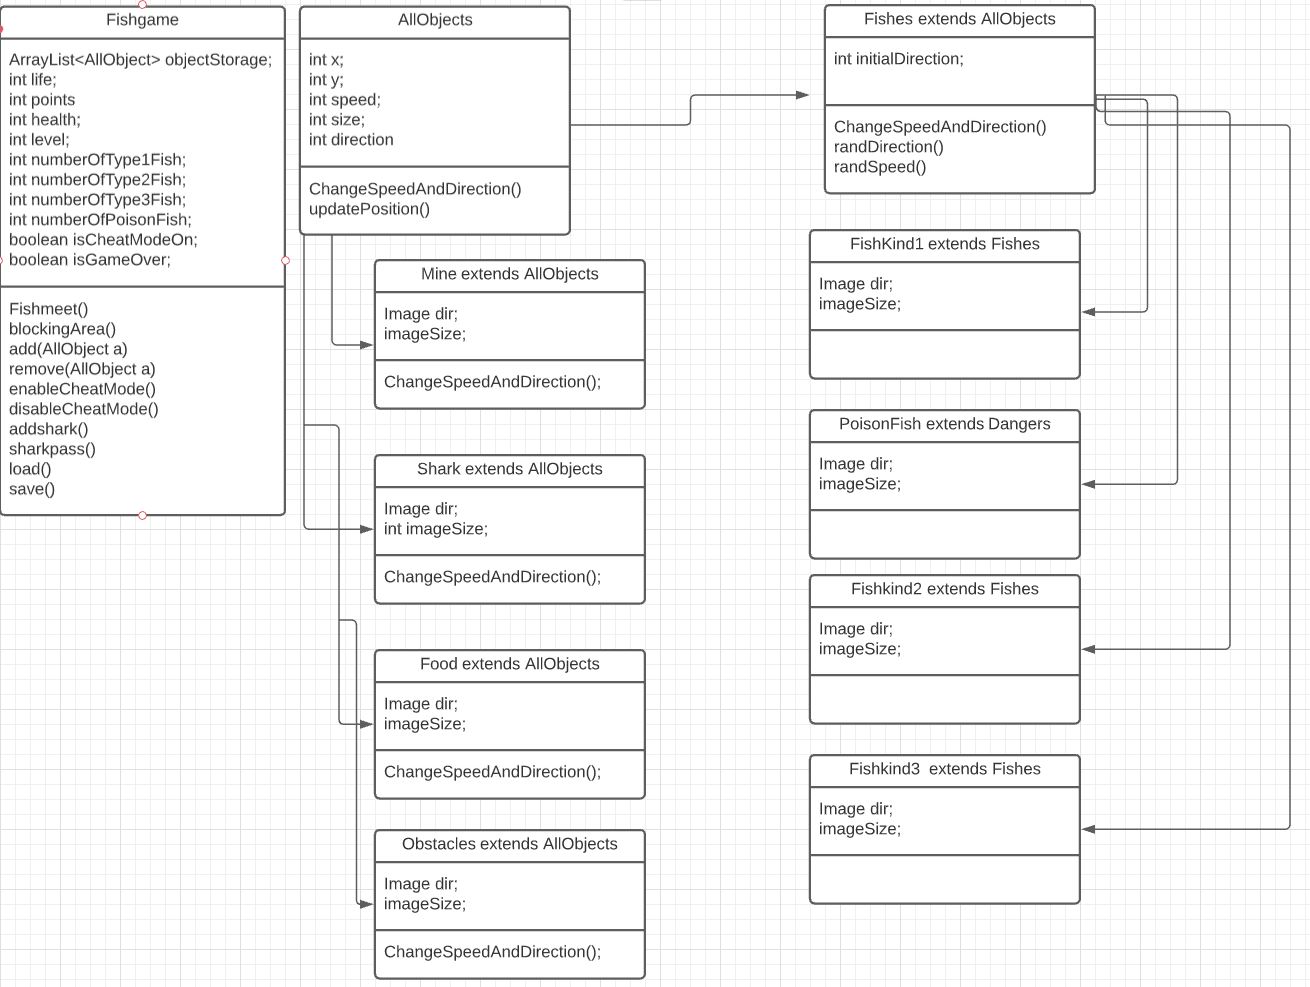 Fishgame
ArrayList<AllObject> objectStorage;
int life;
int points
int health;
int level;
int numberOfType1Fish;
int numberOfType2Fish;
int numberOfType3Fish;
int numberOfPoisonFish;
boolean isCheatModeOn;
boolean isGameOver;
Fishmeet()
blockingArea()
add(AllObject a)
remove(AllObject a)
enableCheatMode()
disableCheatMode()
addshark()
sharkpass()
load()
save()
AllObjects
int x;
int y;
int speed;
int size;
int direction
ChangeSpeedAndDirection()
updatePosition()
Mine extends AllObjects
Image dir;
imageSize;
ChangeSpeedAndDirection();
Shark extends AllObjects
Image dir;
int imageSize;
ChangeSpeedAndDirection();
Food extends AllObjects
Image dir;
imageSize;
ChangeSpeedAndDirection();
Obstacles extends AllObjects
Image dir;
imageSize;
ChangeSpeedAndDirection();
Fishes extends AllObjects
int initialDirection;
ChangeSpeedAndDirection()
randDirection()
randSpeed()
FishKind1 extends Fishes
Image dir;
imageSize;
PoisonFish extends Dangers
Image dir;
imageSize;
Fishkind2 extends Fishes
Image dir;
imageSize;
Fishkind3  extends Fishes
Image dir;
imageSize;